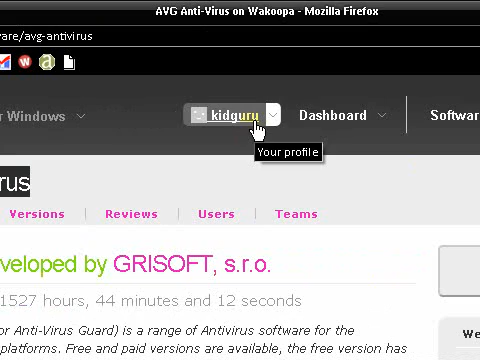 AVG Anti-Virus on Wakoopa - Mozilla Firefox
are/avg-antivirus
r Windows
kidguru
Dashboard
Softwar
Your profile
rus
Versions
Reviews
Users
Teams
veloped by GRISOFT, s.r.o.
1527 hours, 44 minutes and 12 seconds
or Anti-Virus Guard) is a range of Antivirus software for the
platforms. Free and paid versions are available, the free version has
We